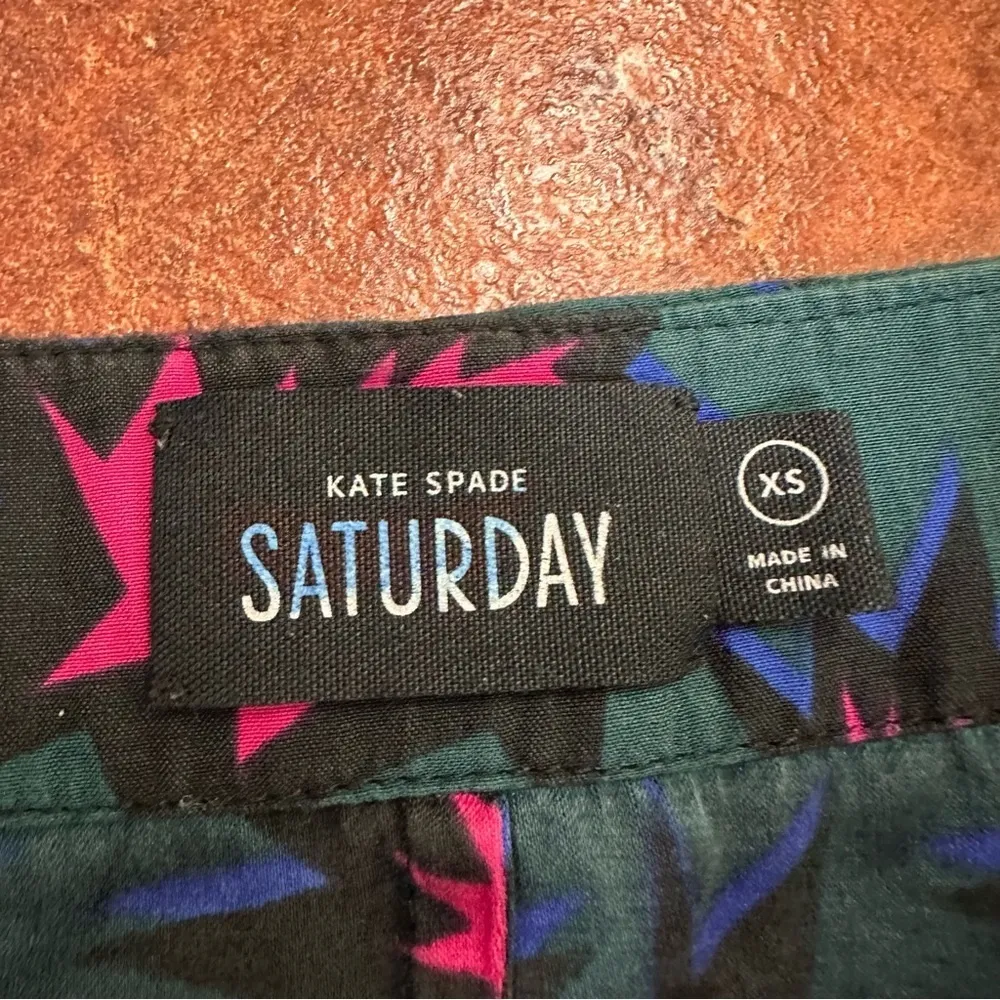 KATE SPADE
SATURDAY
XS
MADE IN
CHINA